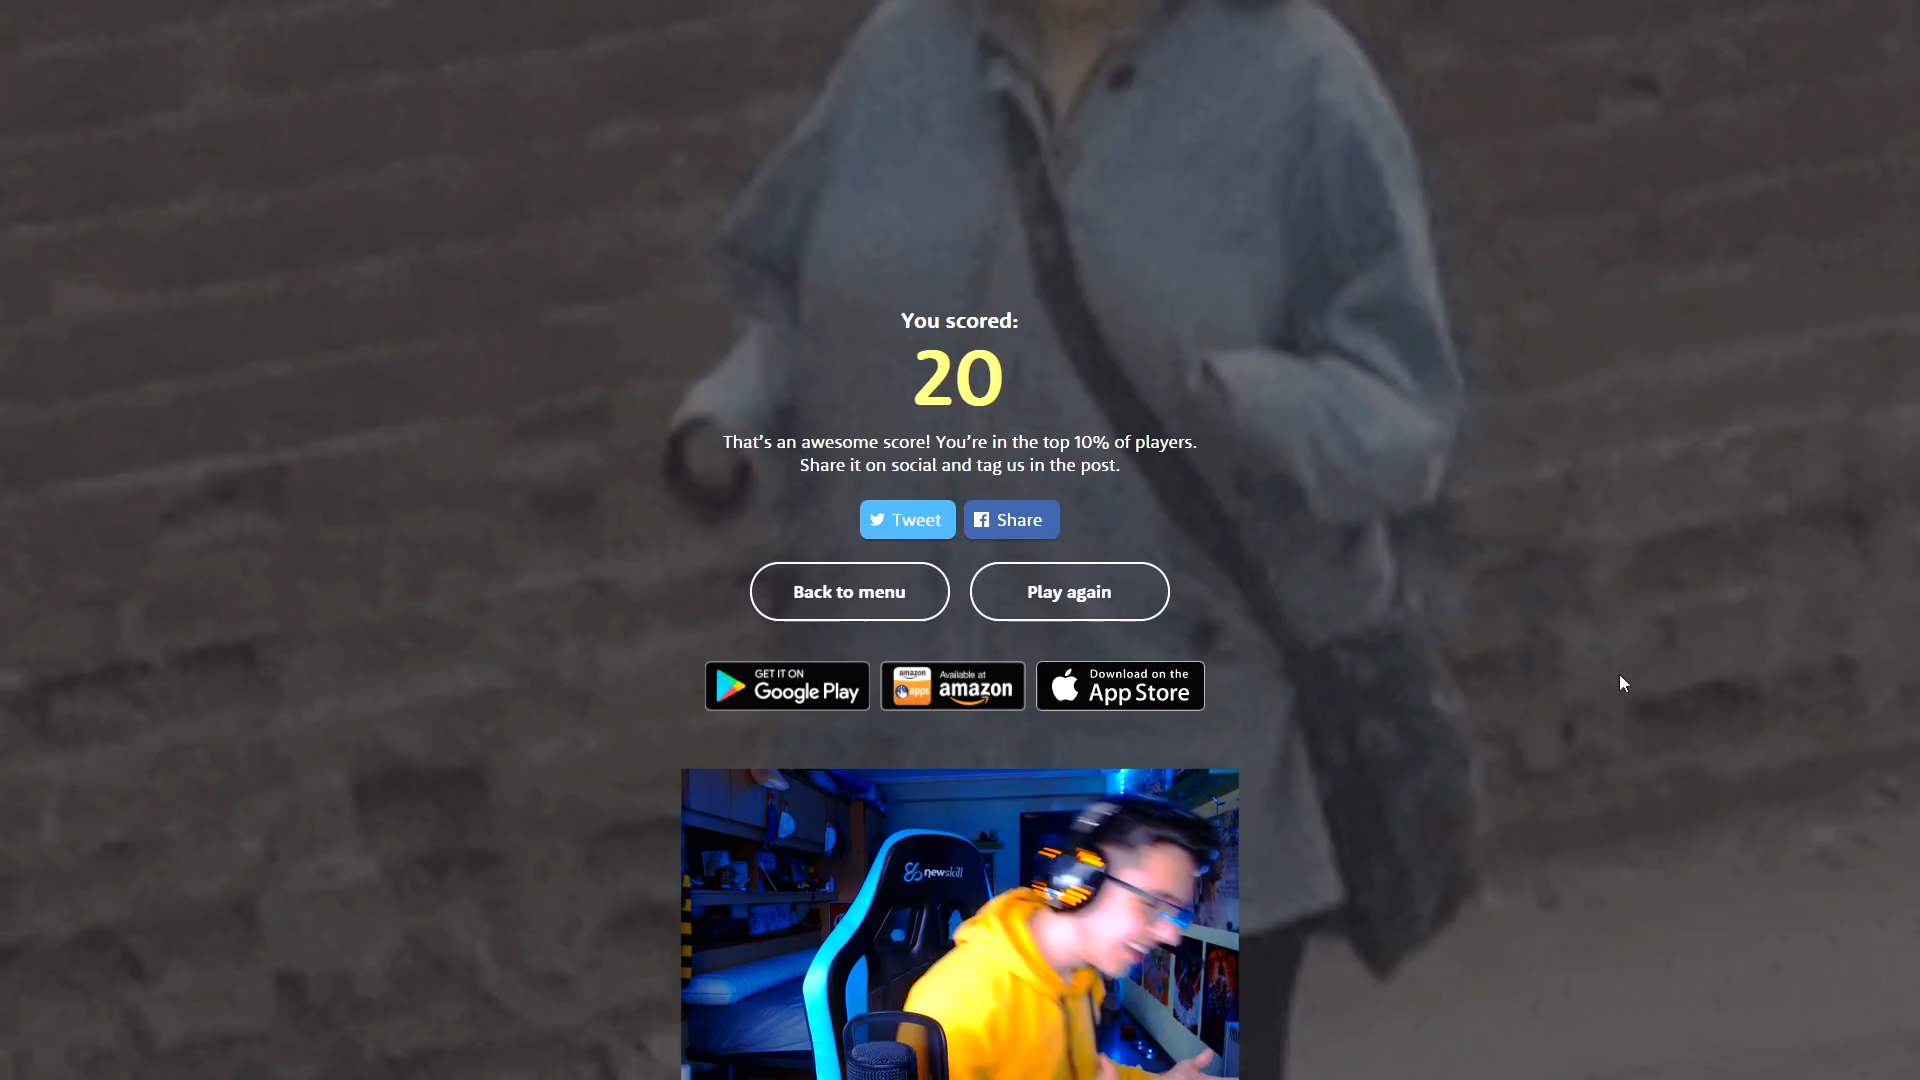 You scored:
20
That's an awesome score! You're in the top 10% of players.
Share it on social and tag us in the post.
Tweet
Share
Back to menu
Play again
GET IT ON
Google Play
amazon
apps
Available at
amazon
Download on the
App Store
newskill